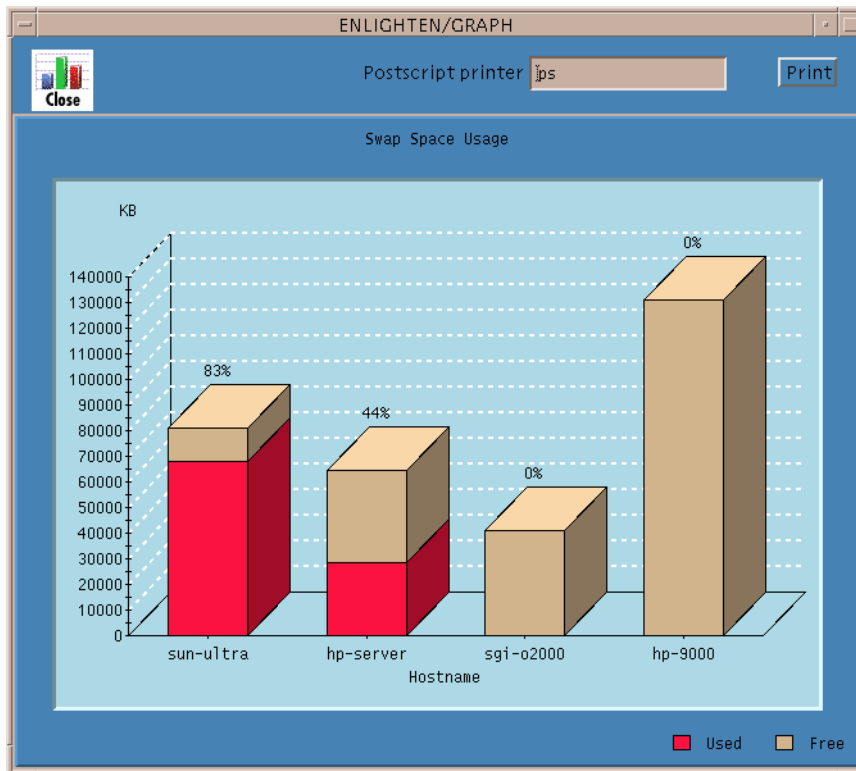 ENLIGHTEN/GRAPH
Close
Postscript printer ps Print
Swap Space Usage
KB
140000
130000
120000
110000
100000
90000
80000
70000
60000
50000
40000
30000
20000
10000
0
83%
44%
0%
0%
sun-ultra hp-server sgi-o2000 hp-9000
Hostname
Used Free